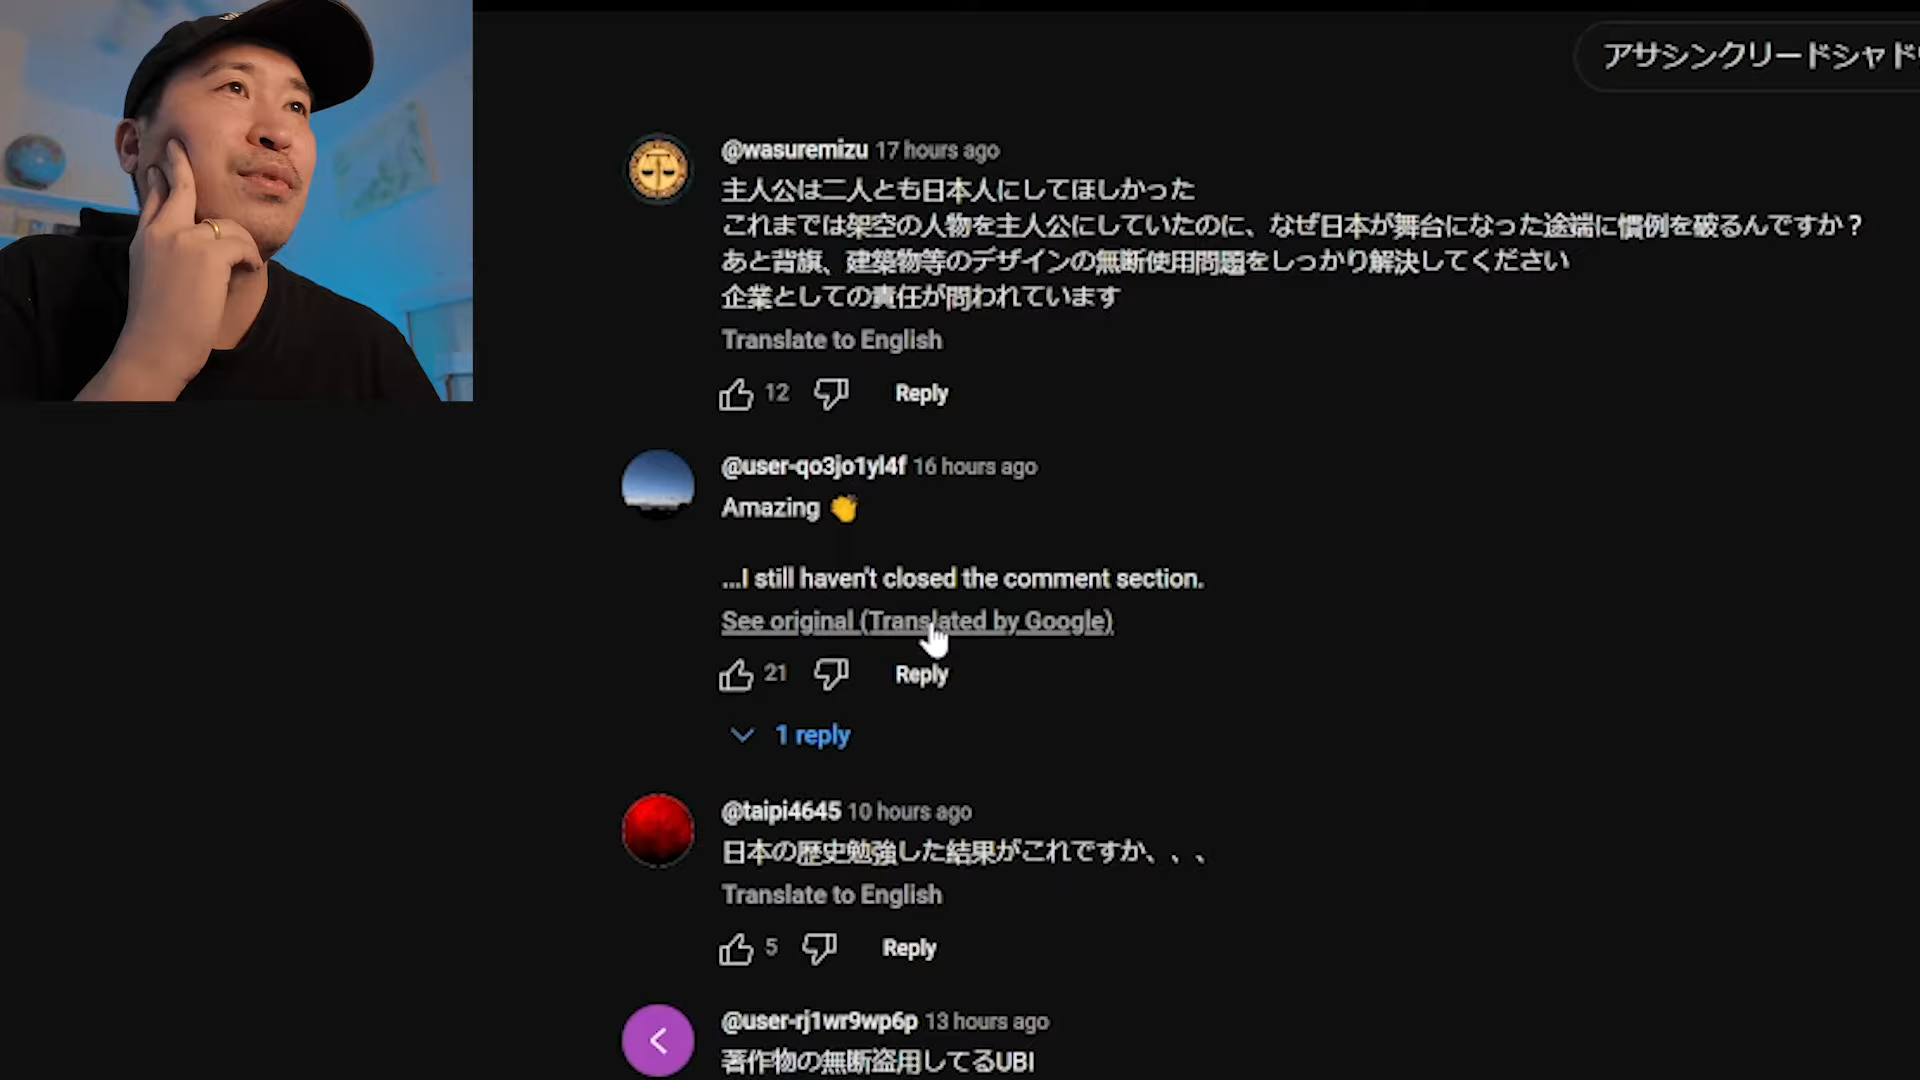 アサシンクリードシャド
@wasuremizu 17 hours ago
主人公は二人とも日本人にしてほしかった
これまでは架空の人物を主人公にしていたのに、なぜ日本が舞台になった途端に慣例を破るんですか？
あと背旗、建築物等のデザインの無断使用問題をしっかり解決してください
企業としての責任が問われています
Translate to English
12 Reply
@user-qo3jo1yl4f 16 hours ago
Amazing 👏
...I still haven't closed the comment section.
See original (Translated by Google)
21 Reply
1 reply
@taipi4645 10 hours ago
日本の歴史勉強した結果がこれですか、、、
Translate to English
5 Reply
@user-rj1wr9wp6p 13 hours ago
著作物の無断盗用してるUBI